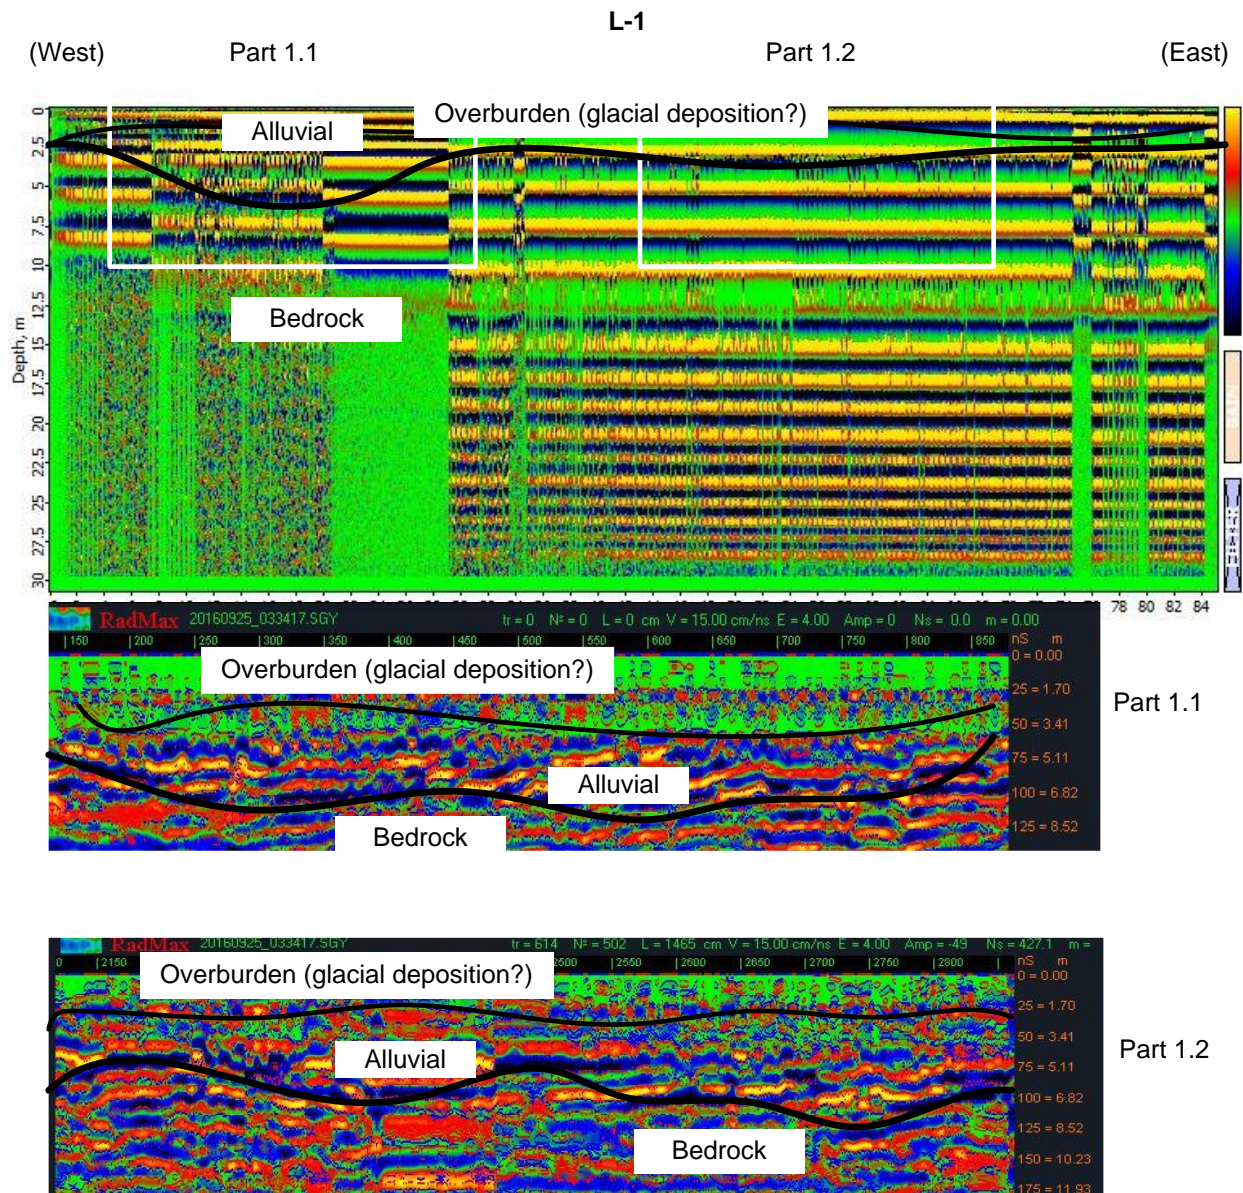 L-1
(West) Part 1.1 Part 1.2 (East)
Overburden (glacial deposition?)
Alluvial
Bedrock
Depth, m
0
2.5
5
7.5
10
12.5
15
17.5
20
22.5
25
27.5
30
78 80 82 84
RadMax 20160925_033417.SGY tr = 0 Nº = 0 L = 0 cm V = 15.00 cm/ns E = 4.00 Amp = 0 Ns = 0.0 m = 0.00
150 200 250 300 350 400 450 500 550 600 650 700 750 800 850 nS m
0 = 0.00
Overburden (glacial deposition?)
25 = 1.70
Part 1.1
50 = 3.41
75 = 5.11
Alluvial
100 = 6.82
125 = 8.52
Bedrock
RadMax 20160925_033417.SGY tr = 614 Nº = 502 L = 1465 cm V = 15.00 cm/ns E = 4.00 Amp = -49 Ns = 427.1 m =
0 2150 2500 2550 2600 2650 2700 2750 2800 nS m
0 = 0.00
Overburden (glacial deposition?)
25 = 1.70
50 = 3.41
Part 1.2
Alluvial
75 = 5.11
100 = 6.82
125 = 8.52
Bedrock
150 = 10.23
175 = 11.93